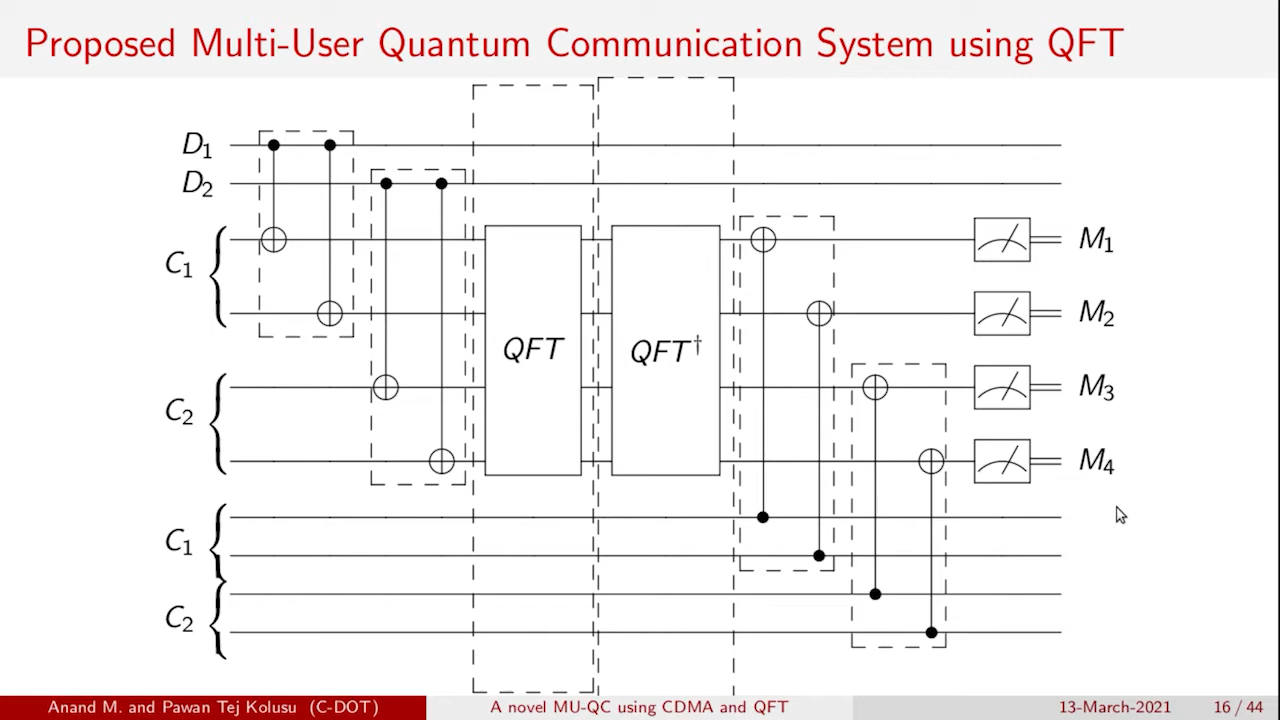 Proposed Multi-User Quantum Communication System using QFT
D₁
D₂
C₁
C₂
QFT
QFT†
M₁
M₂
M₃
M₄
C₁
C₂
Anand M. and Pawan Tej Kolusu (C-DOT)
A novel MU-QC using CDMA and QFT
13-March-2021
16 / 44